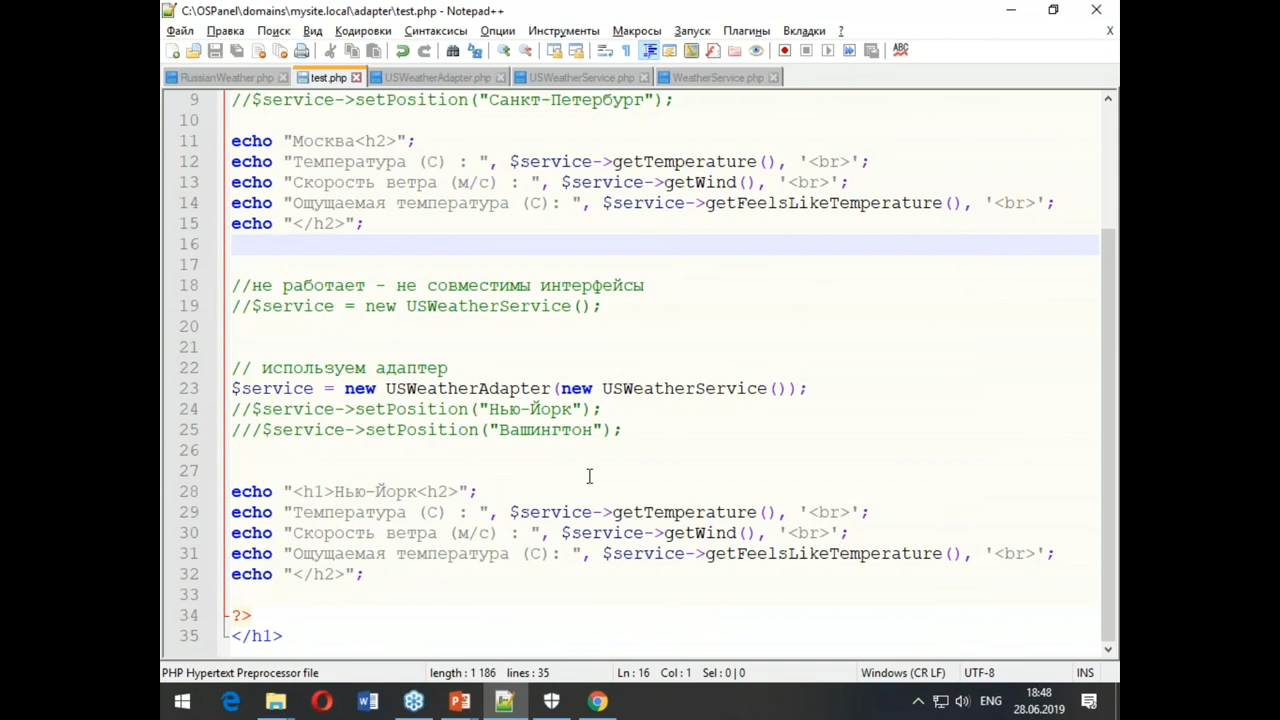 C:\OSPanel\domains\mysite.local\adapter\test.php - Notepad++
Файл Правка Поиск Вид Кодировки Синтаксисы Опции Инструменты Макросы Запуск Плагины Вкладки ? X
RussianWeather.php test.php USWeatherAdapter.php USWeatherService.php WeatherService.php
9 //$service->setPosition("Санкт-Петербург");
10
11 echo "Москва<h2>";
12 echo "Температура (C) : ", $service->getTemperature(), '<br>';
13 echo "Скорость ветра (м/с) : ", $service->getWind(), '<br>';
14 echo "Ощущаемая температура (C): ", $service->getFeelsLikeTemperature(), '<br>';
15 echo "</h2>";
16
17
18 //не работает - не совместимы интерфейсы
19 //$service = new USWeatherService();
20
21
22 // используем адаптер
23 $service = new USWeatherAdapter(new USWeatherService());
24 //$service->setPosition("Нью-Йорк");
25 ///$service->setPosition("Вашингтон");
26
27
28 echo "<h1>Нью-Йорк<h2>";
29 echo "Температура (C) : ", $service->getTemperature(), '<br>';
30 echo "Скорость ветра (м/с) : ", $service->getWind(), '<br>';
31 echo "Ощущаемая температура (C): ", $service->getFeelsLikeTemperature(), '<br>';
32 echo "</h2>";
33
34 ?>
35 </h1>
PHP Hypertext Preprocessor file length : 1 186 lines : 35 Ln : 16 Col : 1 Sel : 0 | 0 Windows (CR LF) UTF-8 INS
ENG 18:48
28.06.2019